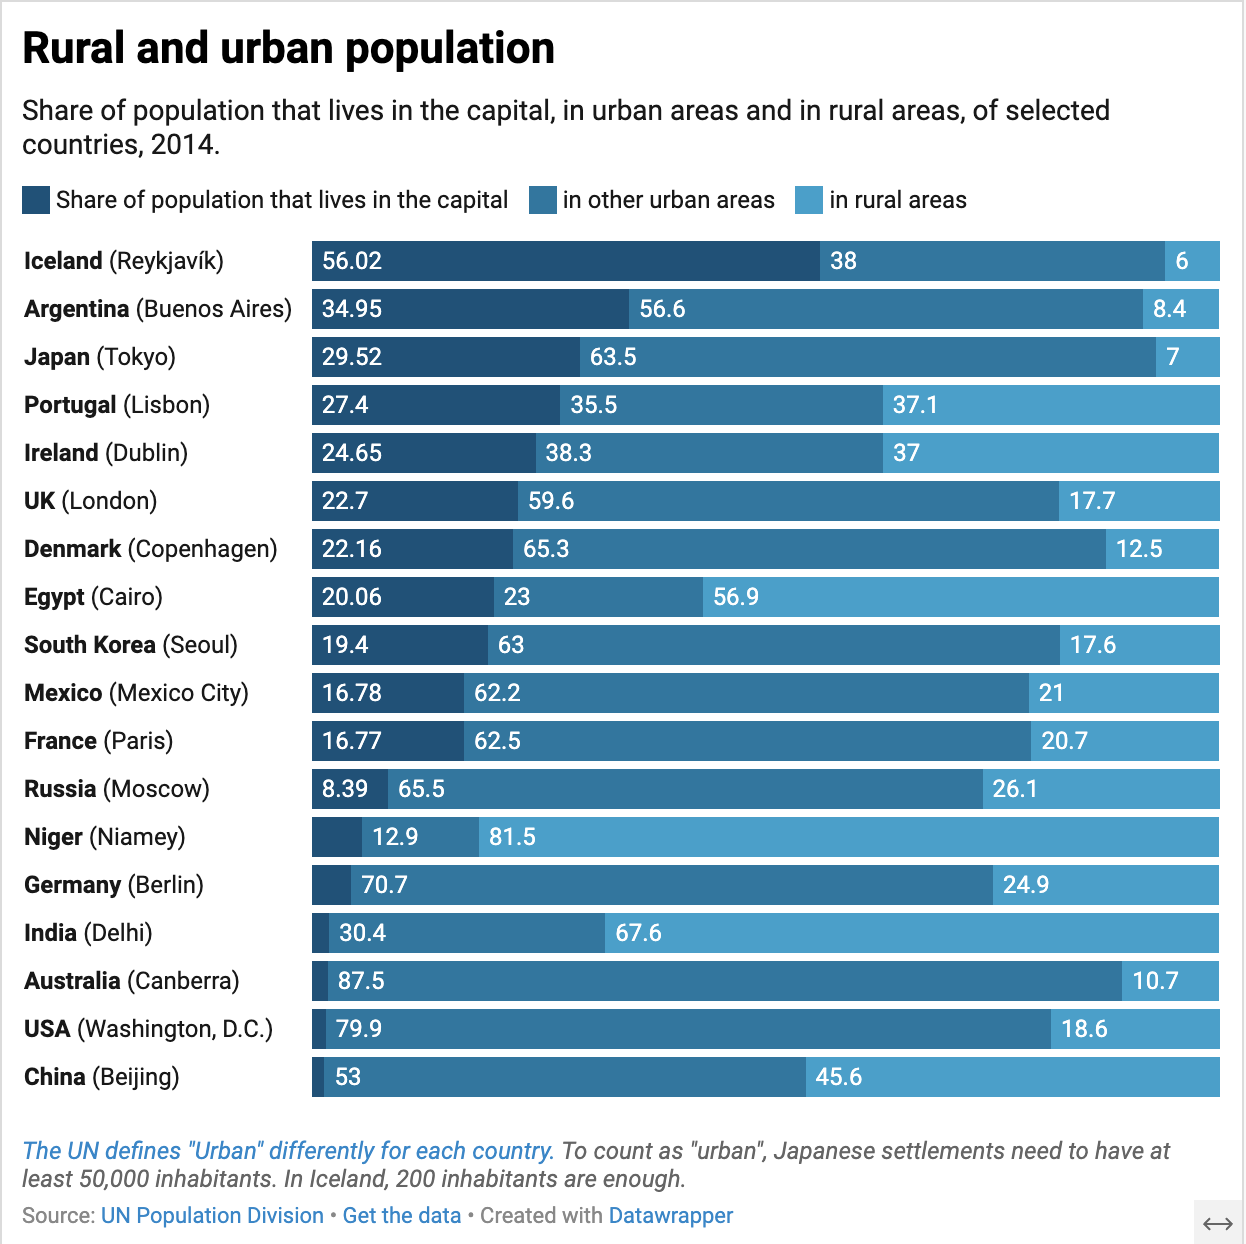 Rural and urban population
Share of population that lives in the capital, in urban areas and in rural areas, of selected
countries, 2014.
Share of population that lives in the capital in other urban areas in rural areas
Iceland (Reykjavík) 56.02 38 6
Argentina (Buenos Aires) 34.95 56.6 8.4
Japan (Tokyo) 29.52 63.5 7
Portugal (Lisbon) 27.4 35.5 37.1
Ireland (Dublin) 24.65 38.3 37
UK (London) 22.7 59.6 17.7
Denmark (Copenhagen) 22.16 65.3 12.5
Egypt (Cairo) 20.06 23 56.9
South Korea (Seoul) 19.4 63 17.6
Mexico (Mexico City) 16.78 62.2 21
France (Paris) 16.77 62.5 20.7
Russia (Moscow) 8.39 65.5 26.1
Niger (Niamey) 12.9 81.5
Germany (Berlin) 70.7 24.9
India (Delhi) 30.4 67.6
Australia (Canberra) 87.5 10.7
USA (Washington, D.C.) 79.9 18.6
China (Beijing) 53 45.6
The UN defines "Urban" differently for each country. To count as "urban", Japanese settlements need to have at
least 50,000 inhabitants. In Iceland, 200 inhabitants are enough.
Source: UN Population Division • Get the data • Created with Datawrapper